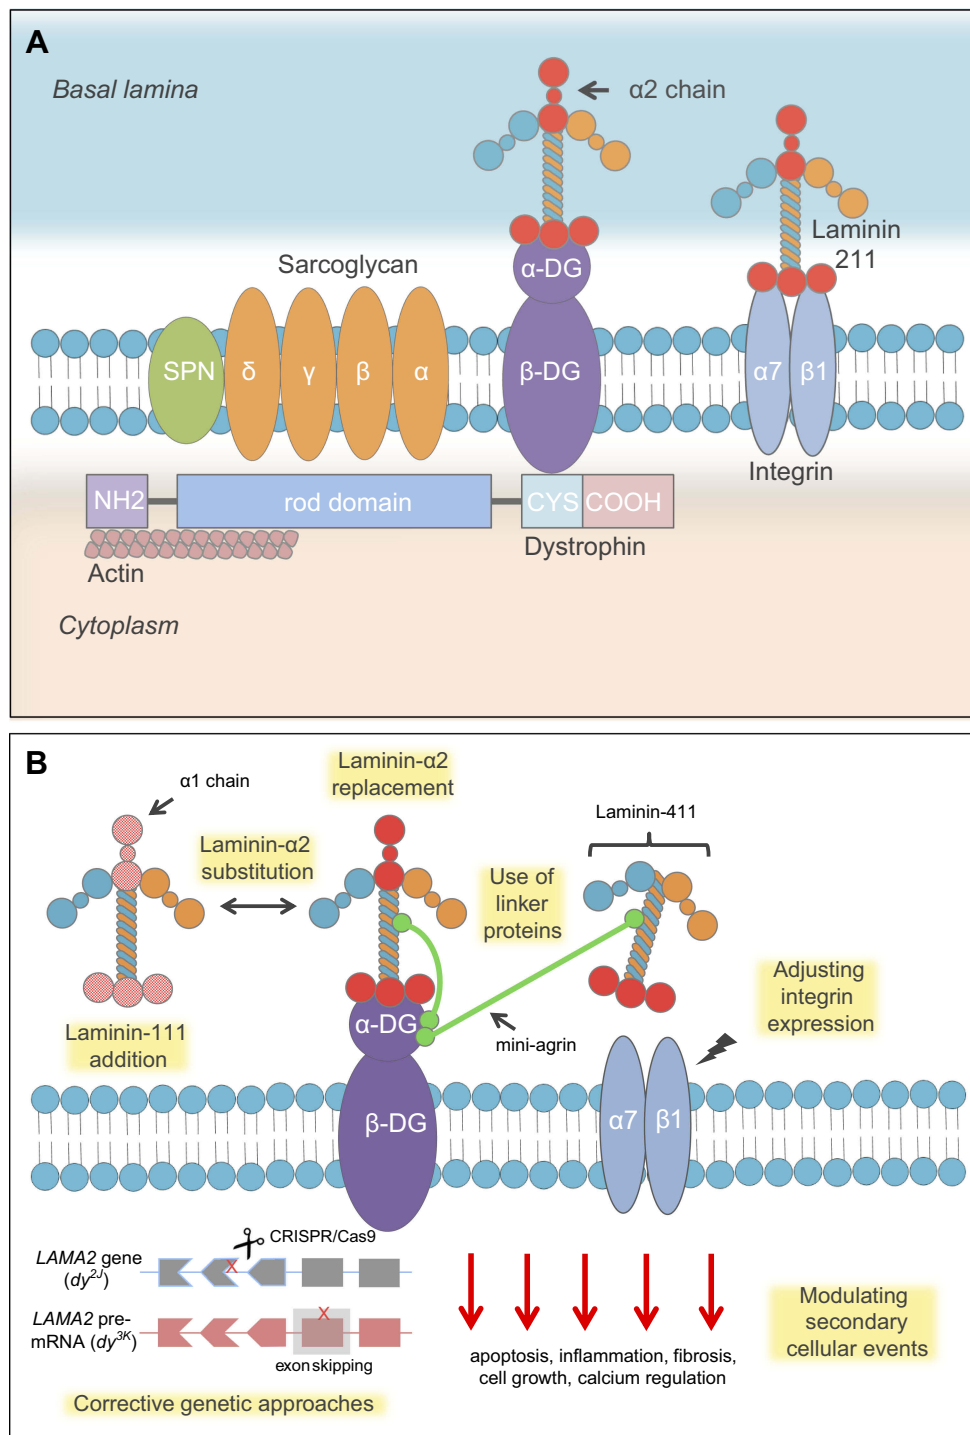 A
Basal lamina
α2 chain
Laminin
211
Sarcoglycan
α-DG
SPN
δ
γ
β
α
β-DG
α7
β1
Integrin
NH2
rod domain
CYS
COOH
Dystrophin
Actin
Cytoplasm
B
α1 chain
Laminin-α2
replacement
Laminin-411
Laminin-α2
substitution
Use of
linker
proteins
Adjusting
integrin
expression
Laminin-111
addition
α-DG
mini-agrin
β-DG
α7
β1
CRISPR/Cas9
LAMA2 gene
(dy2J)
X
LAMA2 pre-
mRNA (dy3K)
X
exon skipping
Corrective genetic approaches
apoptosis, inflammation, fibrosis,
cell growth, calcium regulation
Modulating
secondary
cellular events